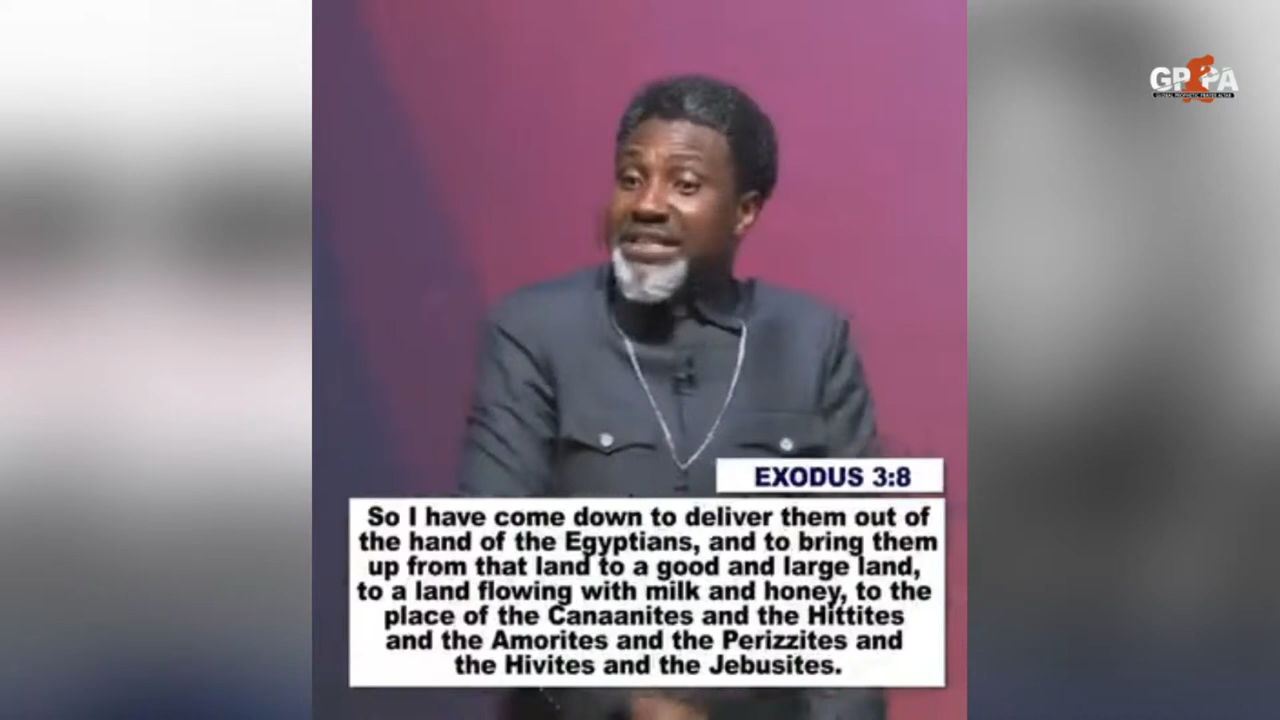 GPPA
GLOBAL PROPHETIC PRAYER ALTAR
EXODUS 3:8
So I have come down to deliver them out of
the hand of the Egyptians, and to bring them
up from that land to a good and large land,
to a land flowing with milk and honey, to the
place of the Canaanites and the Hittites
and the Amorites and the Perizzites and
the Hivites and the Jebusites.